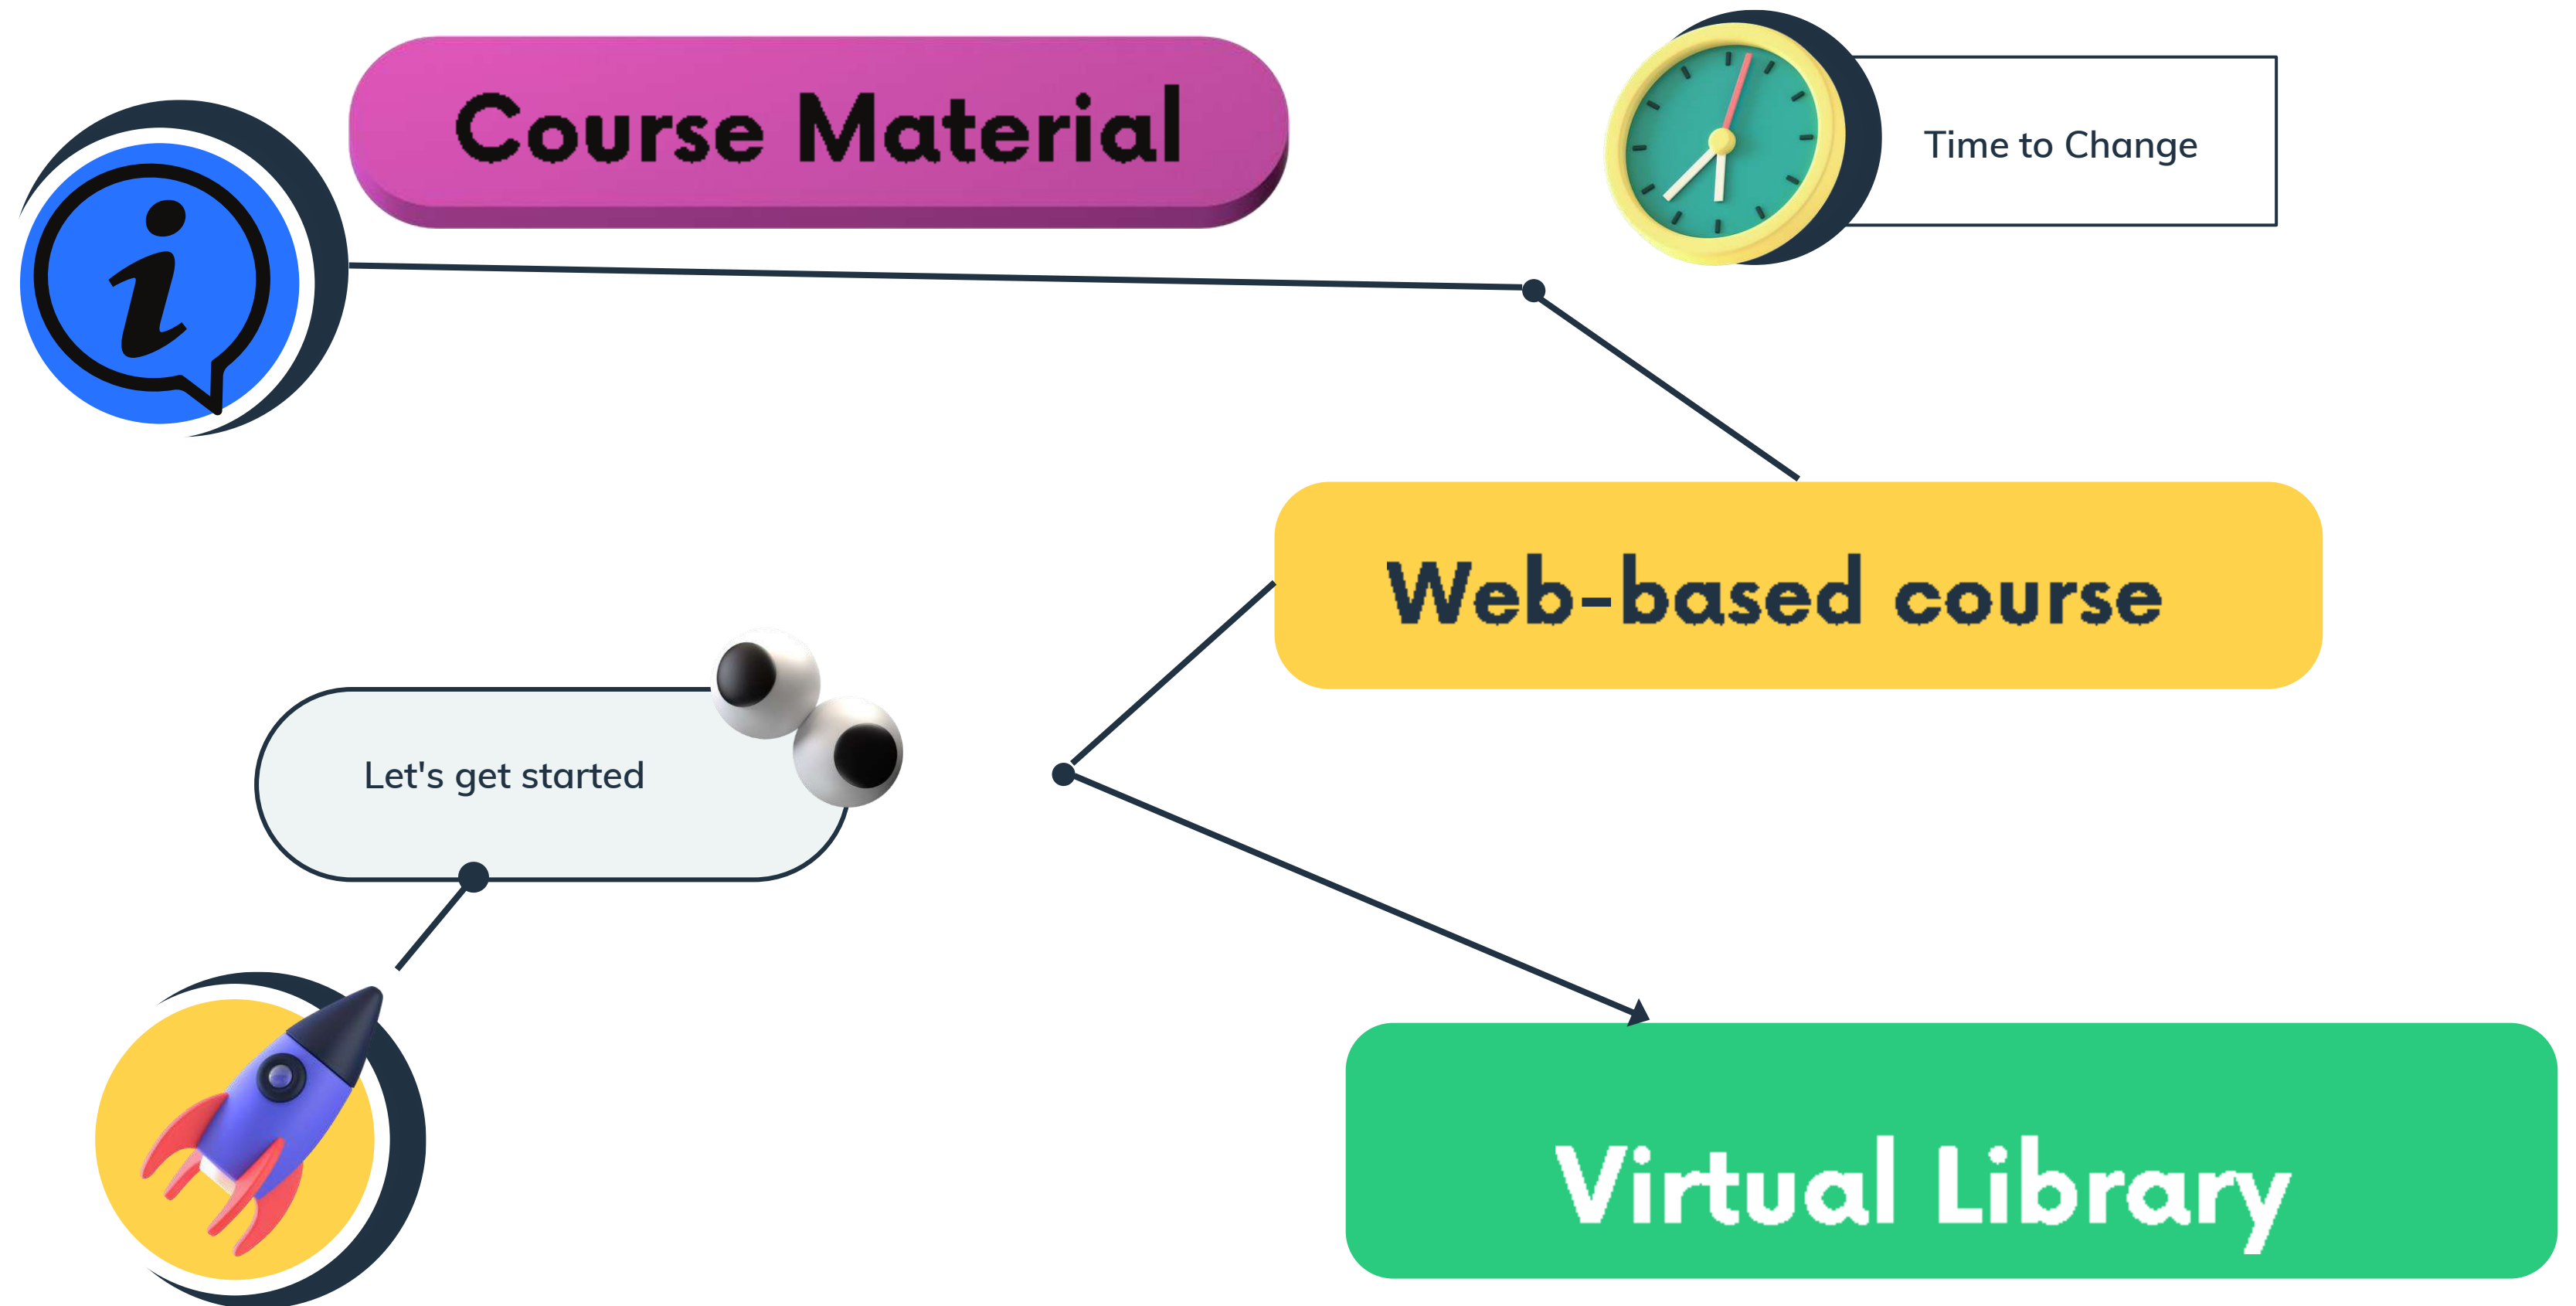 Course Material
Time to Change
Web-based course
Let's get started
Virtual Library